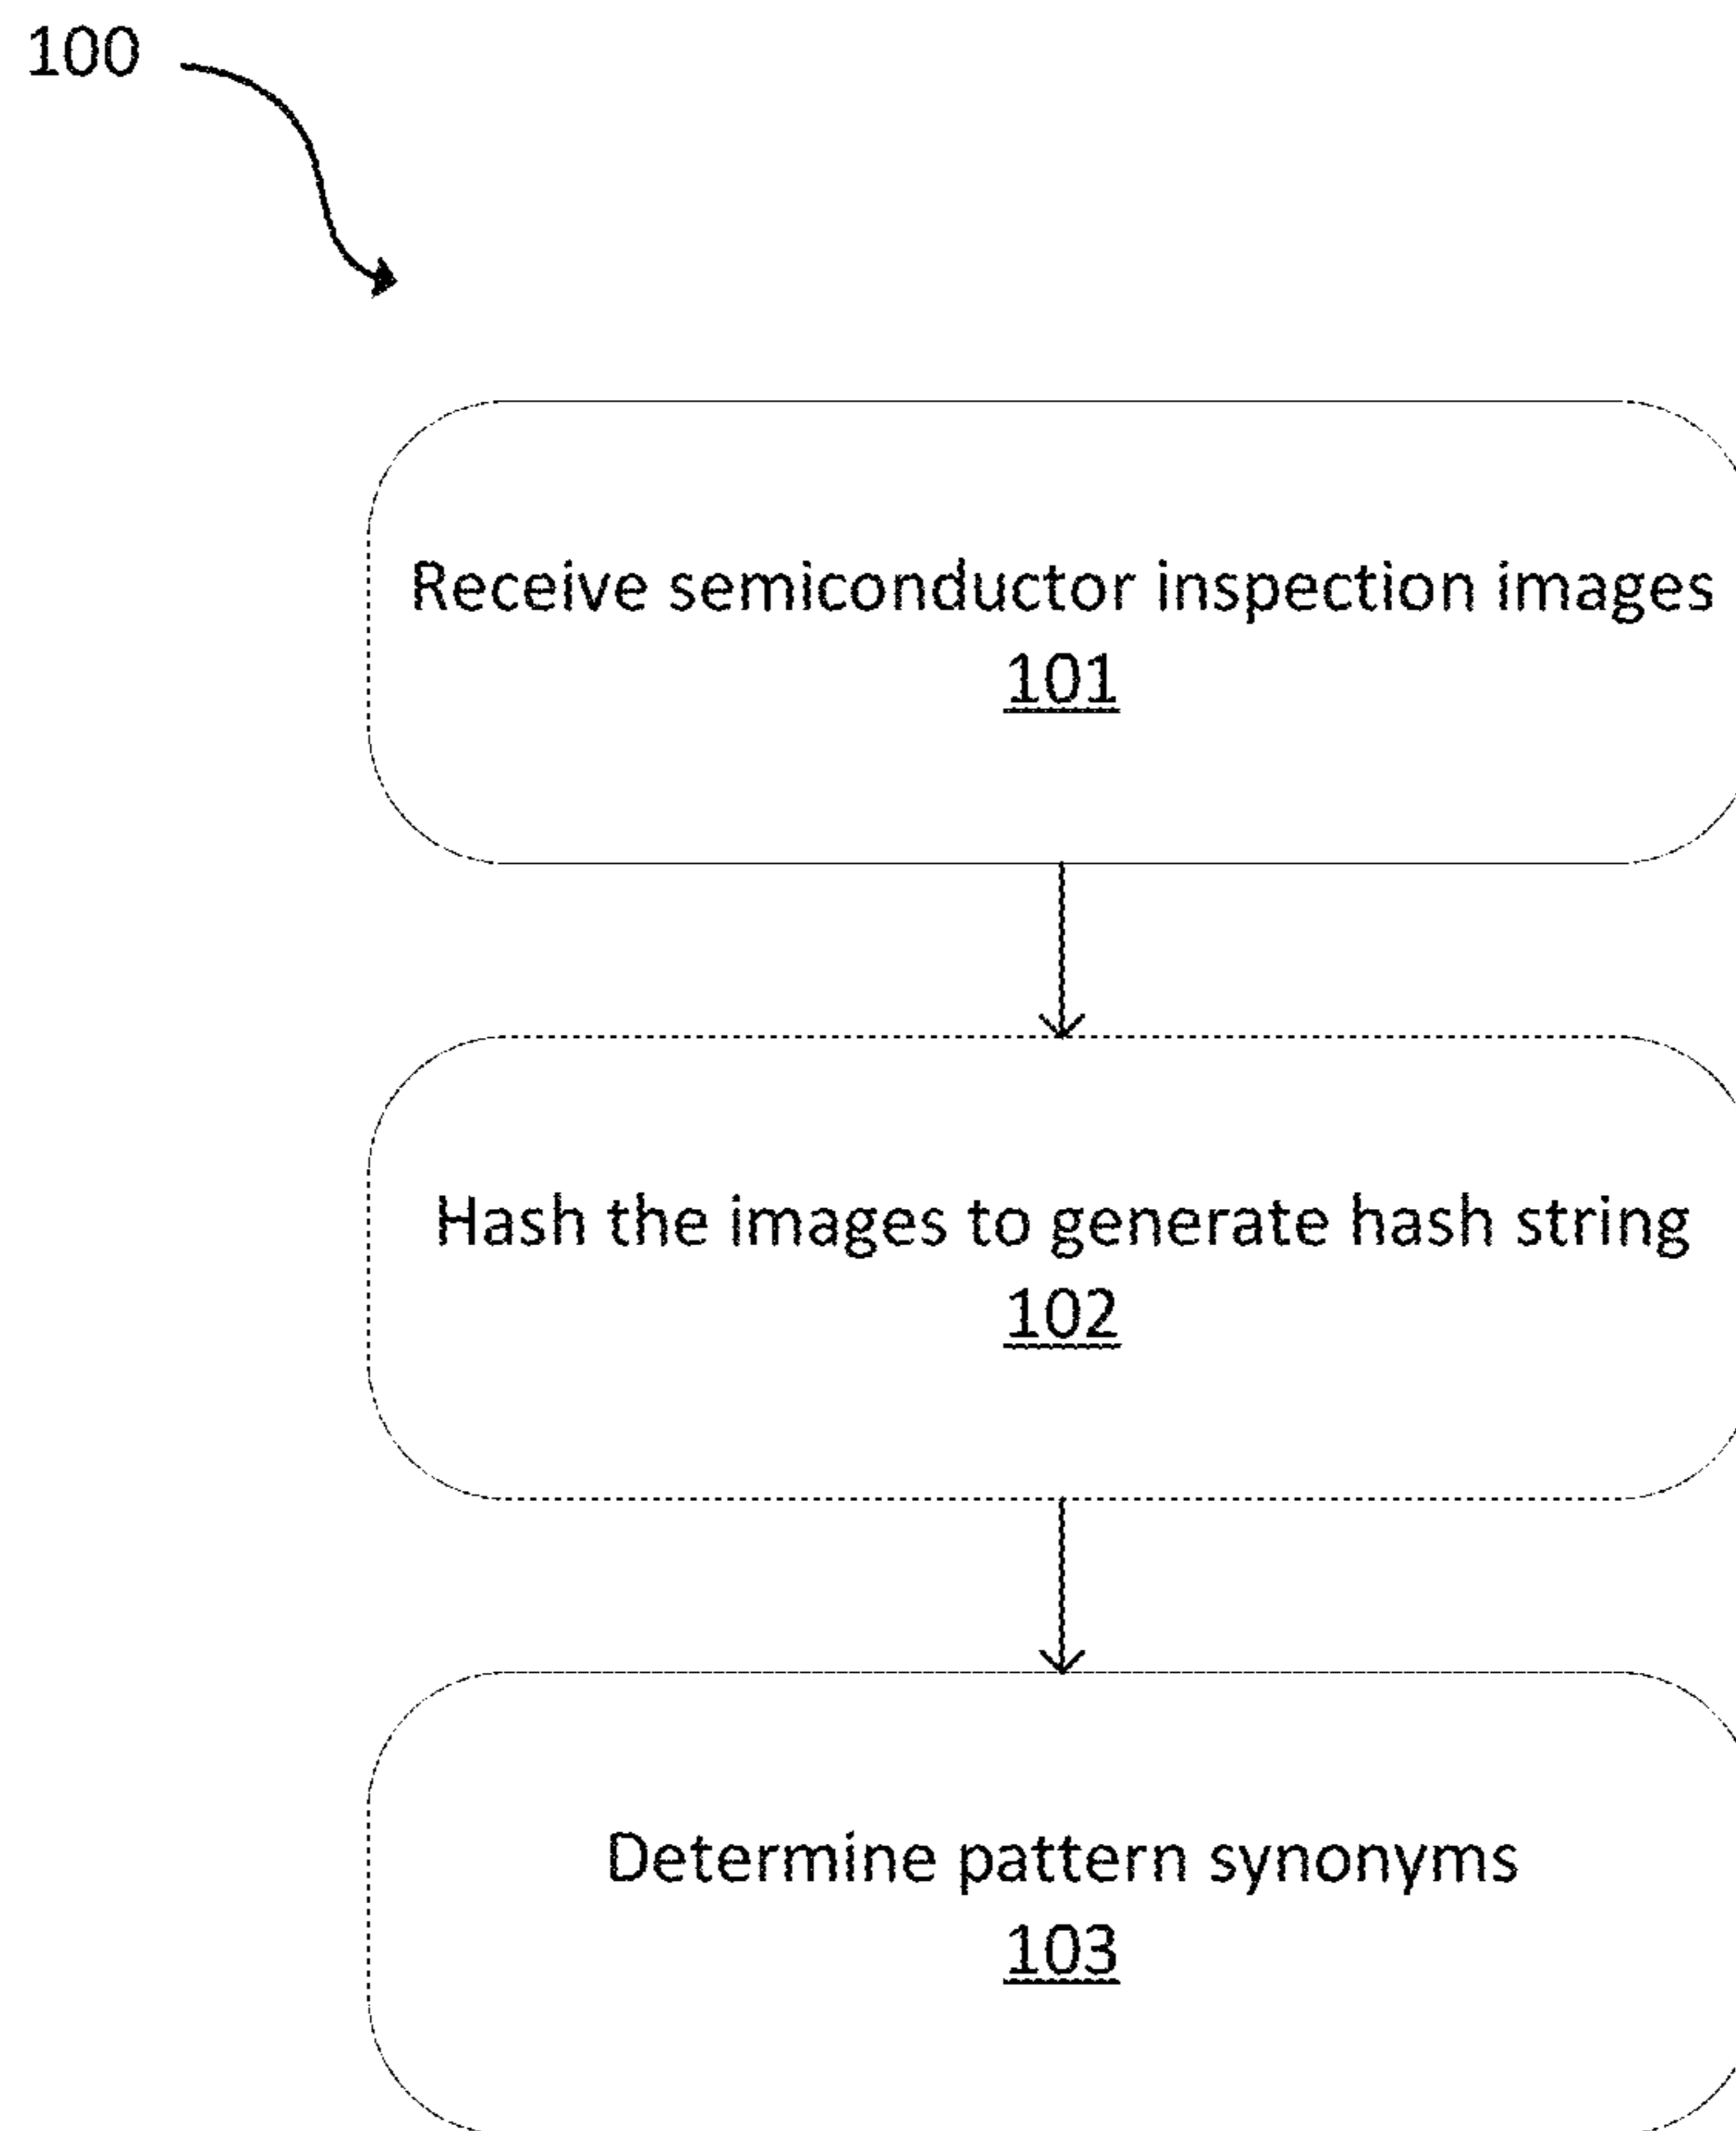 100
Receive semiconductor inspection images
101
Hash the images to generate hash string
102
Determine pattern synonyms
103